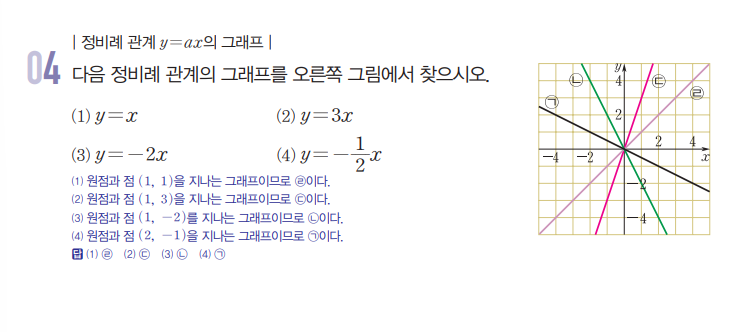 | 정비례 관계 y=ax의 그래프 |
04 다음 정비례 관계의 그래프를 오른쪽 그림에서 찾으시오.
(1) y=x (2) y=3x
(3) y=-2x (4) y=-1/2x
(1) 원점과 점 (1, 1)을 지나는 그래프이므로 ㉣이다.
(2) 원점과 점 (1, 3)을 지나는 그래프이므로 ㉢이다.
(3) 원점과 점 (1, -2)를 지나는 그래프이므로 ㉡이다.
(4) 원점과 점 (2, -1)을 지나는 그래프이므로 ㉠이다.
답 (1) ㉣ (2) ㉢ (3) ㉡ (4) ㉠
y
㉡ 4 ㉢
㉠ ㉣
2
2 4
-4 -2 x
-2
-4